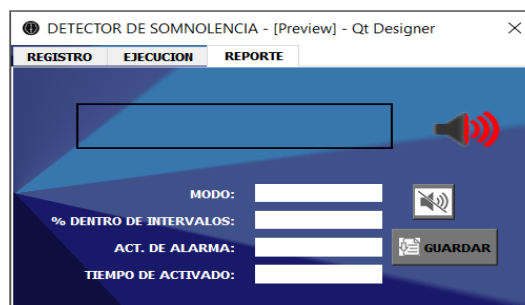 DETECTOR DE SOMNOLENCIA - [Preview] - Qt Designer
REGISTRO EJECUCION REPORTE
MODO:
% DENTRO DE INTERVALOS:
ACT. DE ALARMA:
GUARDAR
TIEMPO DE ACTIVADO: